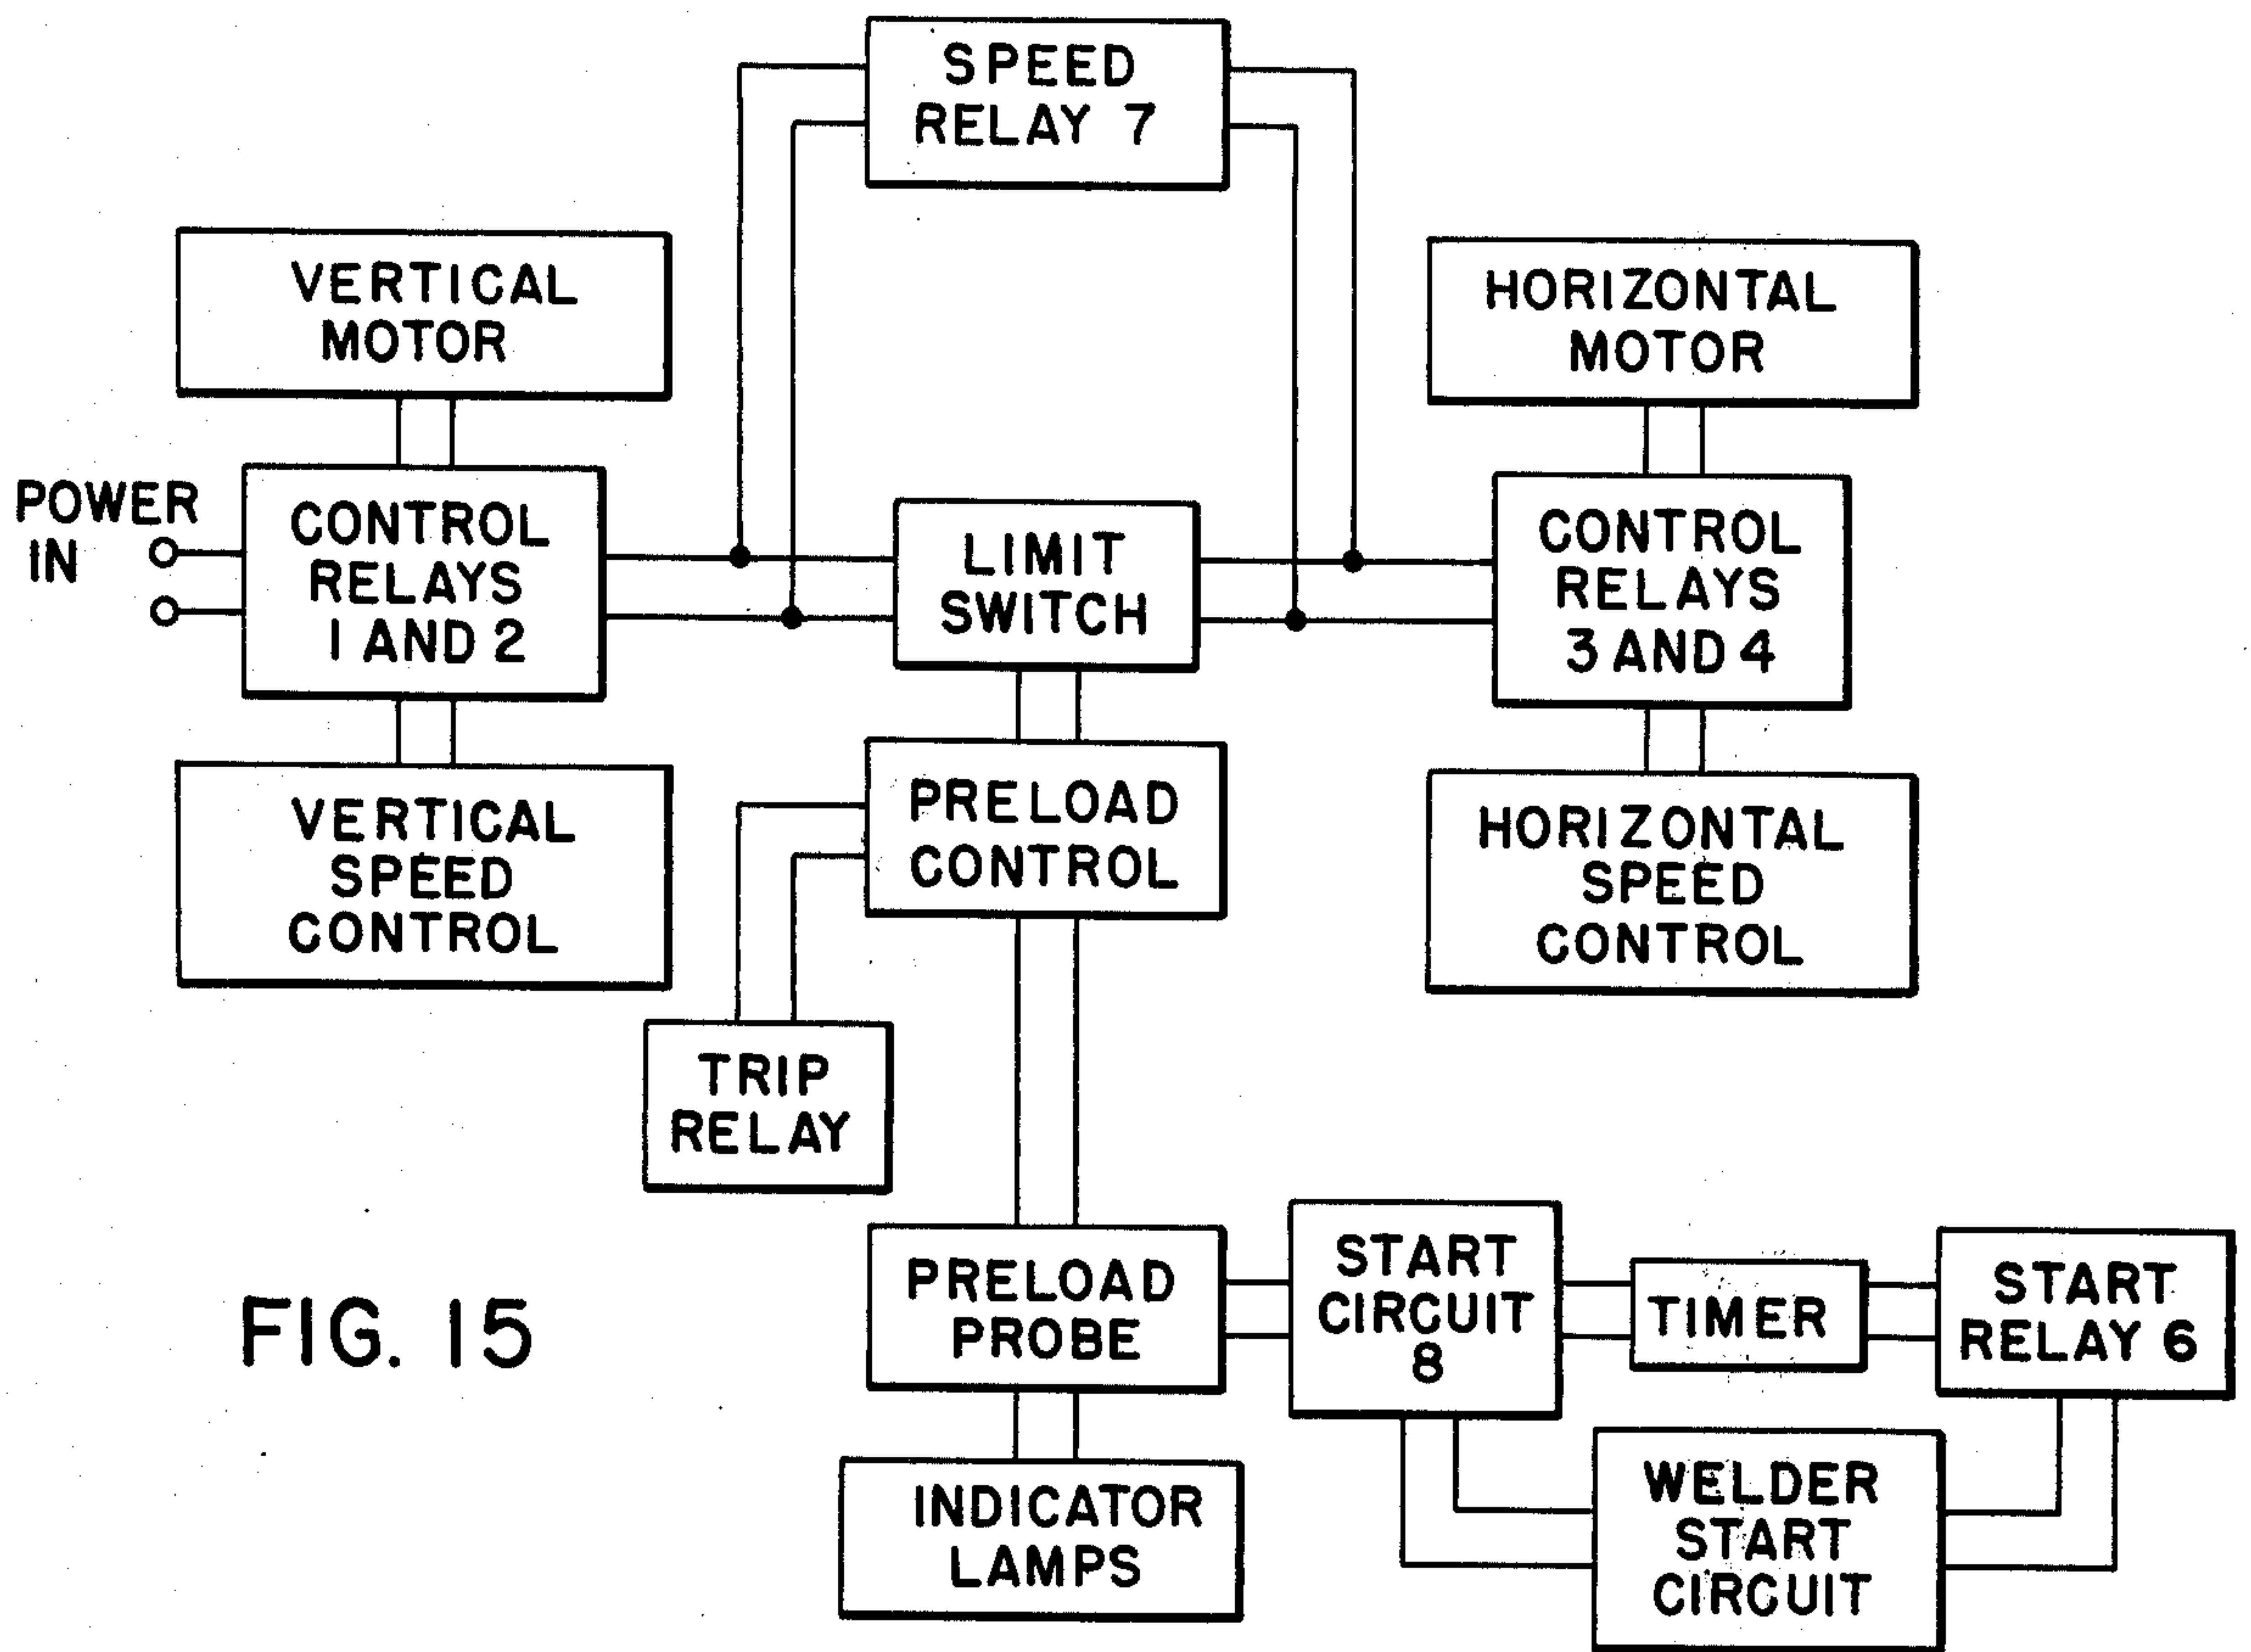 SPEED
RELAY 7
VERTICAL
MOTOR
HORIZONTAL
MOTOR
POWER
IN
CONTROL
RELAYS
1 AND 2
LIMIT
SWITCH
CONTROL
RELAYS
3 AND 4
VERTICAL
SPEED
CONTROL
PRELOAD
CONTROL
HORIZONTAL
SPEED
CONTROL
TRIP
RELAY
PRELOAD
PROBE
START
CIRCUIT
8
TIMER
START
RELAY 6
FIG. 15
INDICATOR
LAMPS
WELDER
START
CIRCUIT